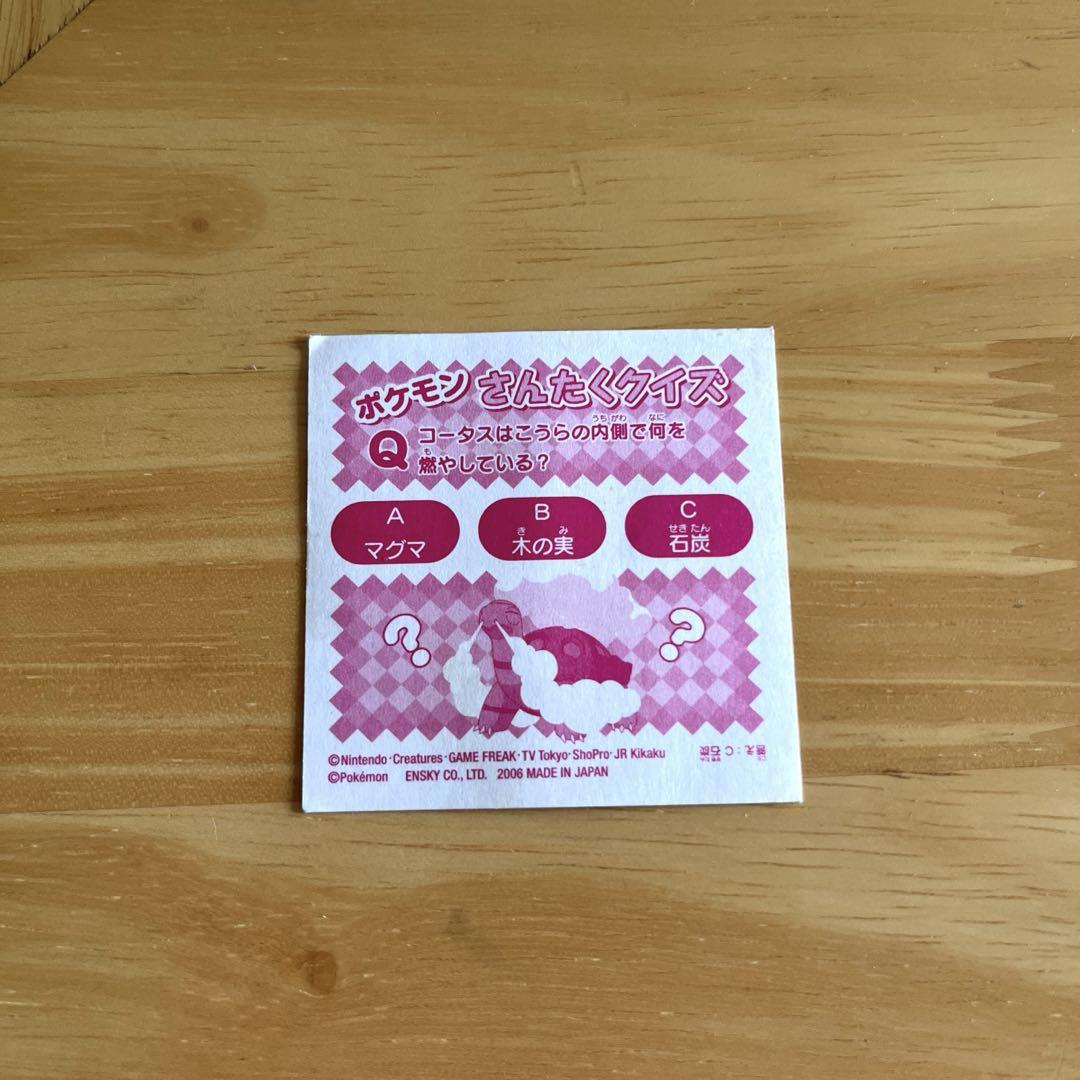 ポケモン さんたくクイズ
Q コータスはこうらの内側で何を
燃やしている？
A
マグマ
B
木の実
C
石炭
©Nintendo・Creatures・GAME FREAK・TV Tokyo・ShoPro・JR Kikaku
©Pokémon ENSKY CO., LTD. 2006 MADE IN JAPAN
答え：C 石炭